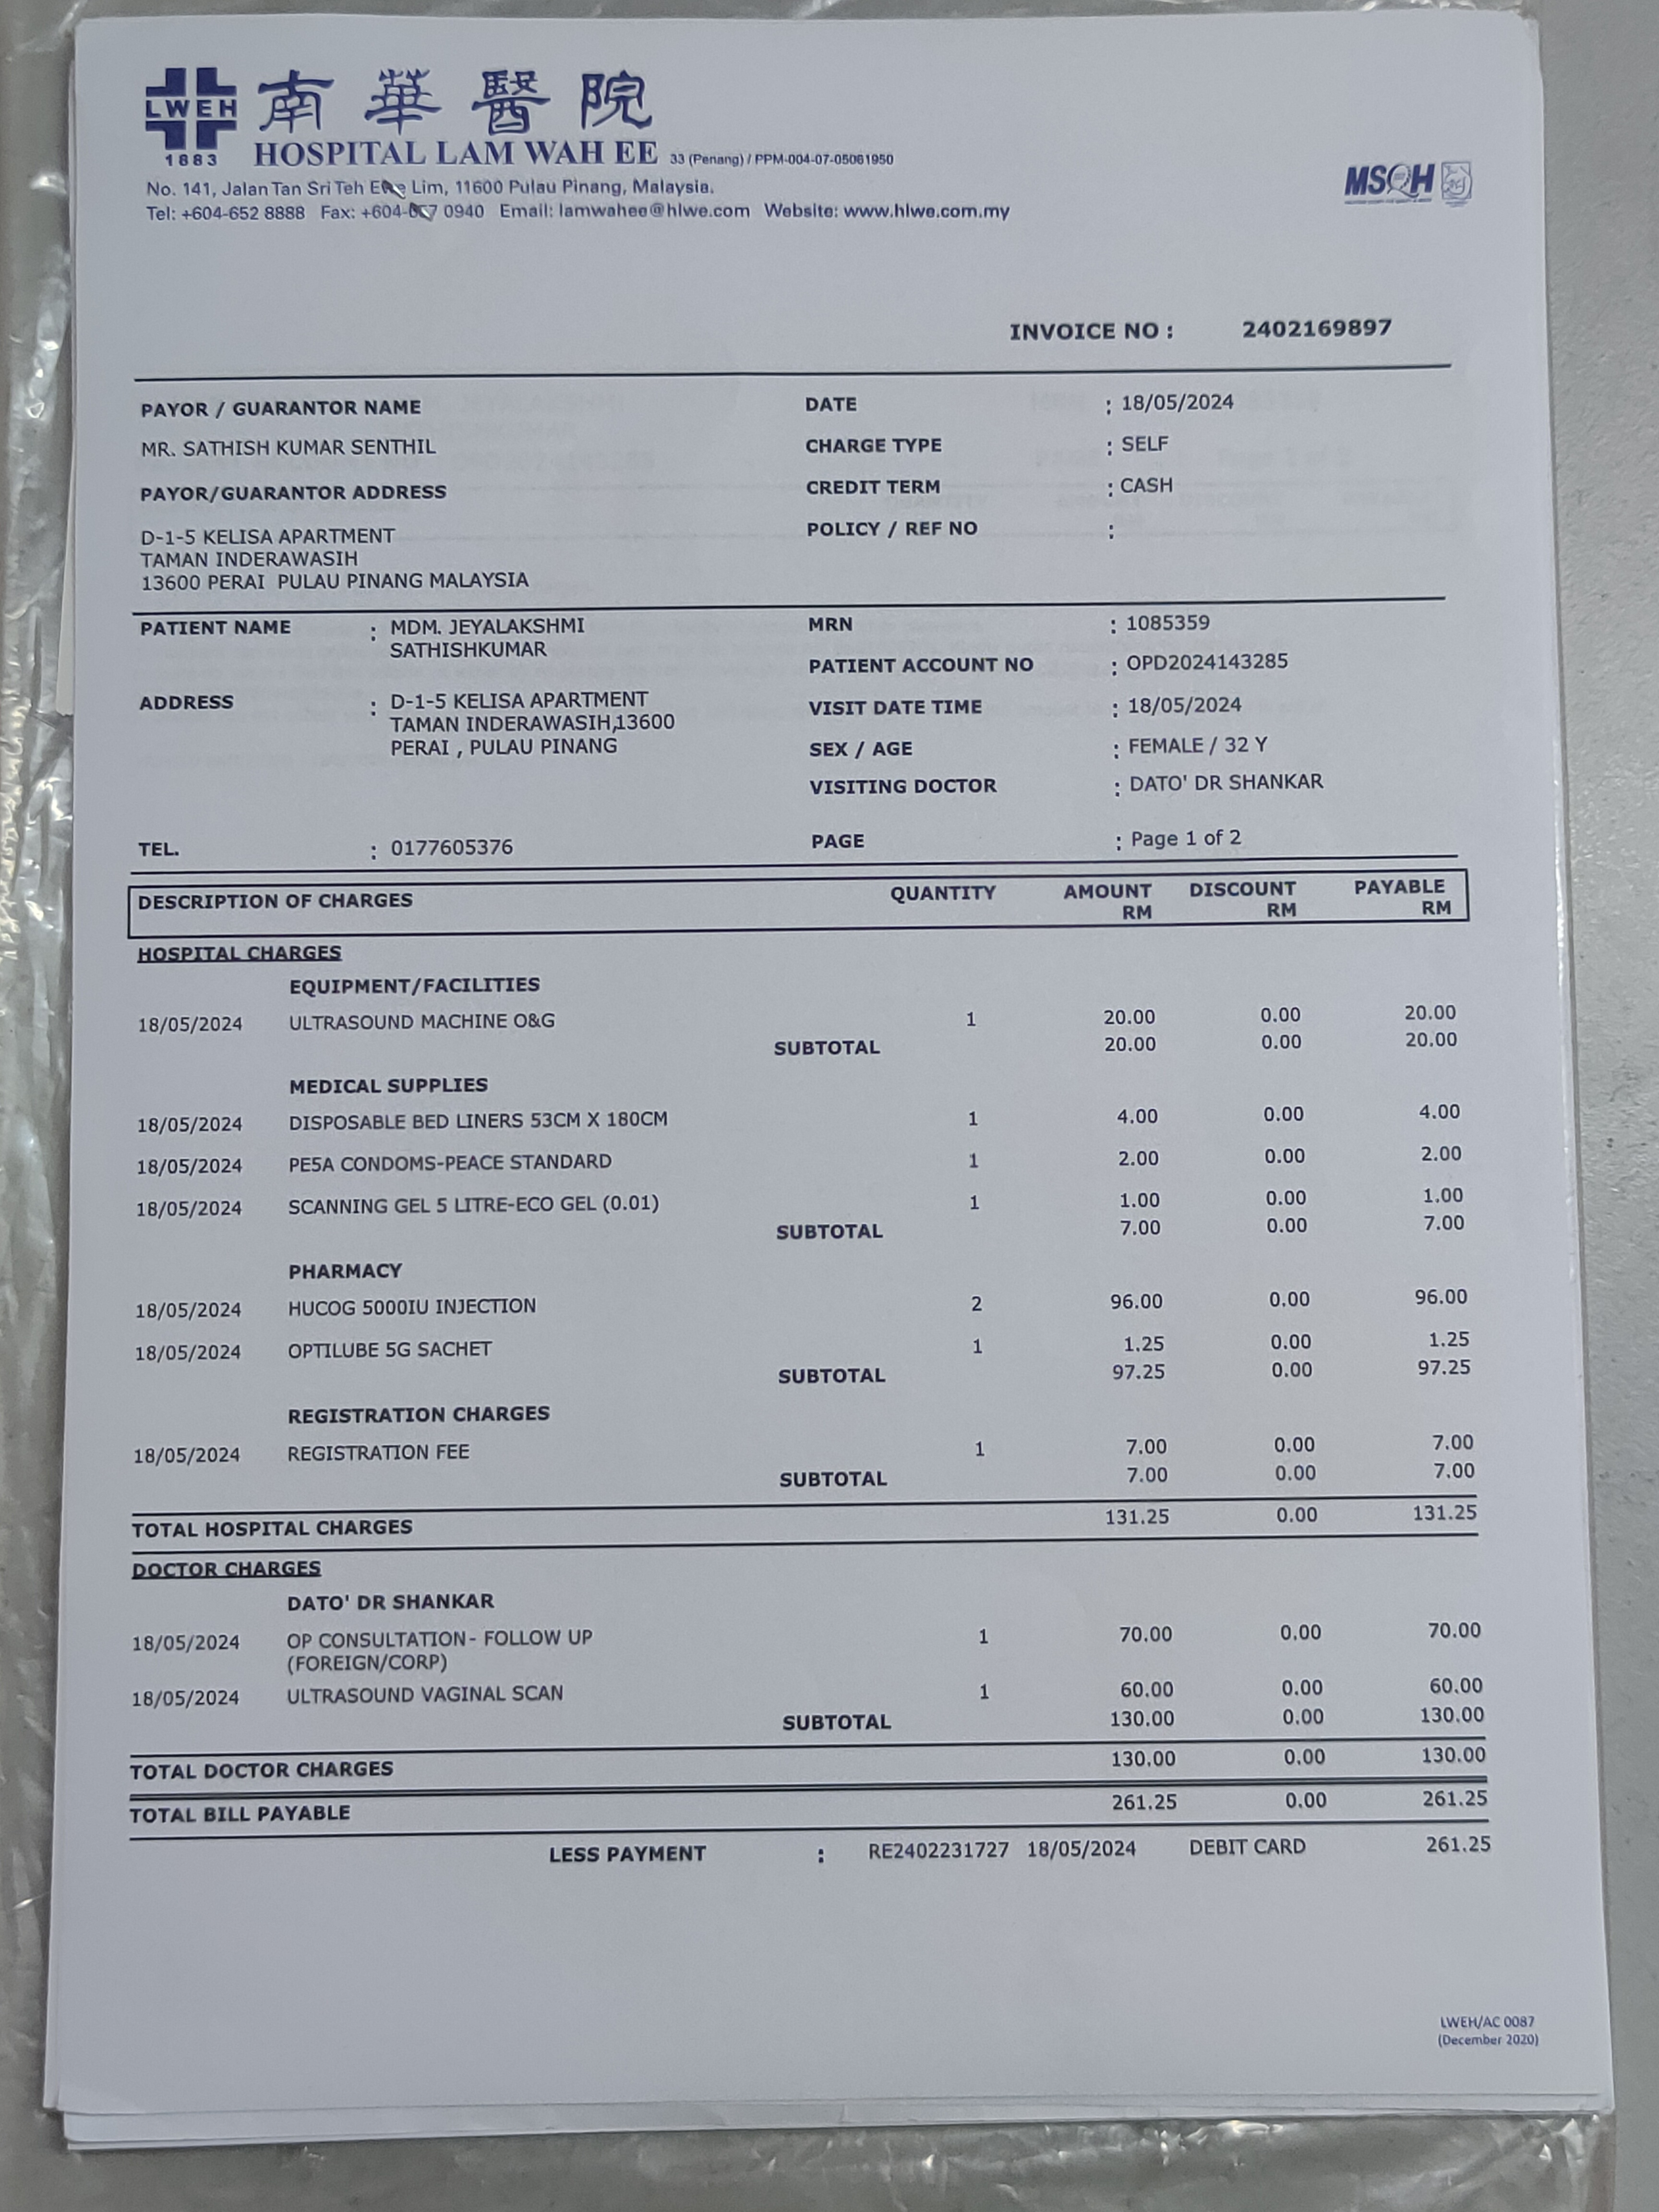 LWEH
1883
南華醫院
HOSPITAL LAM WAH EE 33 (Penang) / PPM-004-07-05061950
No. 141, Jalan Tan Sri Teh Ewe Lim, 11600 Pulau Pinang, Malaysia.
Tel: +604-652 8888 Fax: 0940 Email: lamwahee@hlwe.com Website: www.hlwe.com.my
MSQH
INVOICE NO : 2402169897
PAYOR / GUARANTOR NAME DATE : 18/05/2024
MR. SATHISH KUMAR SENTHIL CHARGE TYPE : SELF
PAYOR/GUARANTOR ADDRESS CREDIT TERM : CASH
D-1-5 KELISA APARTMENT POLICY / REF NO :
TAMAN INDERAWASIH
13600 PERAI PULAU PINANG MALAYSIA
PATIENT NAME : MDM. JEYALAKSHMI MRN : 1085359
SATHISHKUMAR
PATIENT ACCOUNT NO : OPD2024143285
ADDRESS : D-1-5 KELISA APARTMENT VISIT DATE TIME : 18/05/2024
TAMAN INDERAWASIH,13600
PERAI , PULAU PINANG SEX / AGE : FEMALE / 32 Y
VISITING DOCTOR : DATO' DR SHANKAR
TEL. : 0177605376 PAGE : Page 1 of 2
DESCRIPTION OF CHARGES QUANTITY AMOUNT DISCOUNT PAYABLE
RM RM RM
HOSPITAL CHARGES
EQUIPMENT/FACILITIES
18/05/2024 ULTRASOUND MACHINE O&G 1 20.00 0.00 20.00
SUBTOTAL 20.00 0.00 20.00
MEDICAL SUPPLIES
18/05/2024 DISPOSABLE BED LINERS 53CM X 180CM 1 4.00 0.00 4.00
18/05/2024 PE5A CONDOMS-PEACE STANDARD 1 2.00 0.00 2.00
18/05/2024 SCANNING GEL 5 LITRE-ECO GEL (0.01) 1 1.00 0.00 1.00
SUBTOTAL 7.00 0.00 7.00
PHARMACY
18/05/2024 HUCOG 5000IU INJECTION 2 96.00 0.00 96.00
18/05/2024 OPTILUBE 5G SACHET 1 1.25 0.00 1.25
SUBTOTAL 97.25 0.00 97.25
REGISTRATION CHARGES
18/05/2024 REGISTRATION FEE 1 7.00 0.00 7.00
SUBTOTAL 7.00 0.00 7.00
TOTAL HOSPITAL CHARGES 131.25 0.00 131.25
DOCTOR CHARGES
DATO' DR SHANKAR
18/05/2024 OP CONSULTATION - FOLLOW UP 1 70.00 0.00 70.00
(FOREIGN/CORP)
18/05/2024 ULTRASOUND VAGINAL SCAN 1 60.00 0.00 60.00
SUBTOTAL 130.00 0.00 130.00
TOTAL DOCTOR CHARGES 130.00 0.00 130.00
TOTAL BILL PAYABLE 261.25 0.00 261.25
LESS PAYMENT : RE2402231727 18/05/2024 DEBIT CARD 261.25
LWEH/AC 0087
(December 2020)